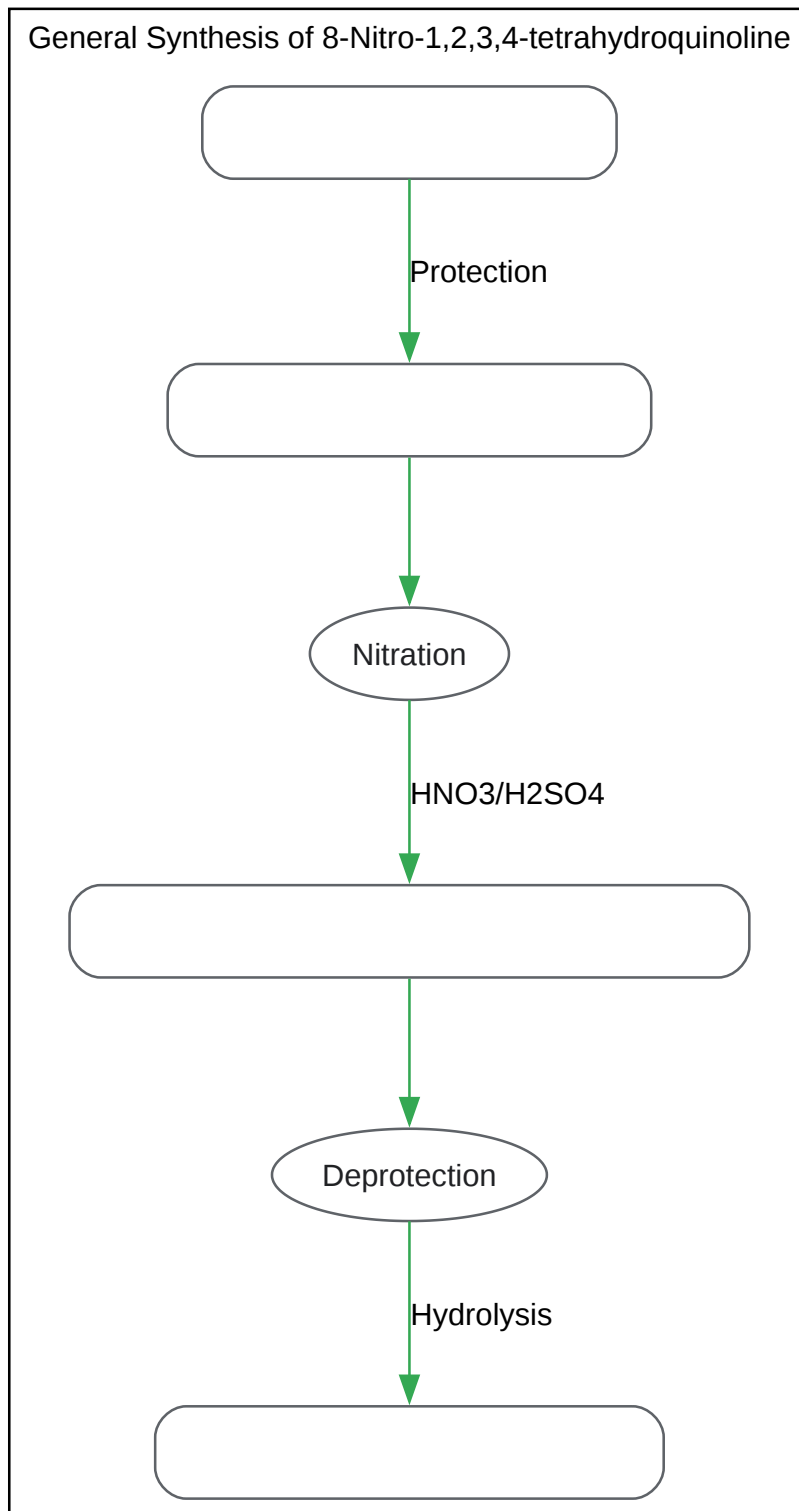 General Synthesis of 8-Nitro-1,2,3,4-tetrahydroquinoline
Protection
Nitration
HNO3/H2SO4
Deprotection
Hydrolysis